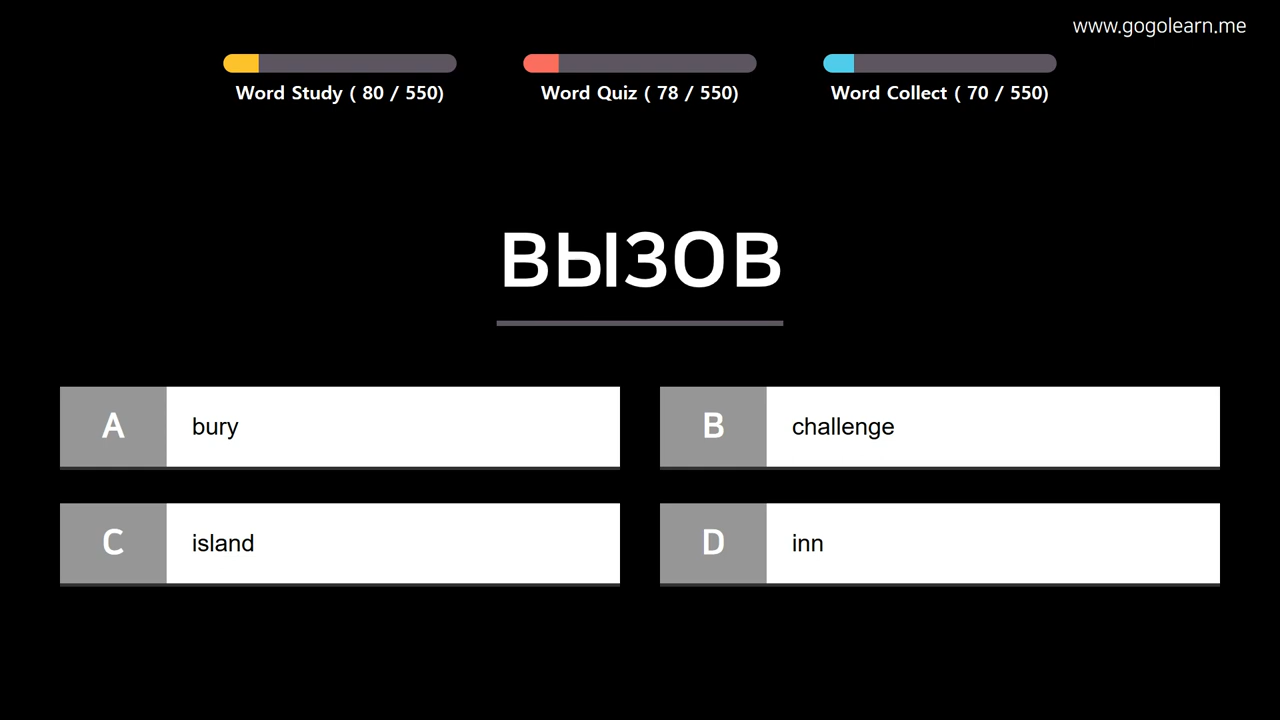 www.gogolearn.me
Word Study ( 80 / 550)
Word Quiz ( 78 / 550)
Word Collect ( 70 / 550)
вызов
A bury
B challenge
C island
D inn